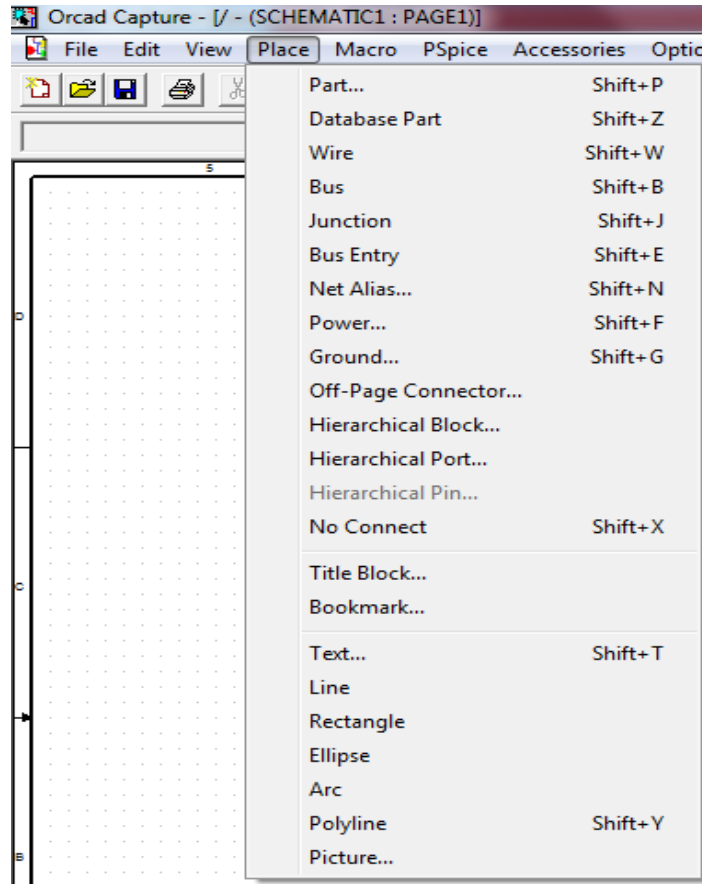 Orcad Capture - [/ - (SCHEMATIC1 : PAGE1)]
File Edit View Place Macro PSpice Accessories Optic
5
Part... Shift+P
Database Part Shift+Z
Wire Shift+W
Bus Shift+B
Junction Shift+J
Bus Entry Shift+E
Net Alias... Shift+N
D
Power... Shift+F
Ground... Shift+G
Off-Page Connector...
Hierarchical Block...
Hierarchical Port...
Hierarchical Pin...
No Connect Shift+X
Title Block...
C
Bookmark...
Text... Shift+T
Line
Rectangle
Ellipse
Arc
Polyline Shift+Y
B
Picture...